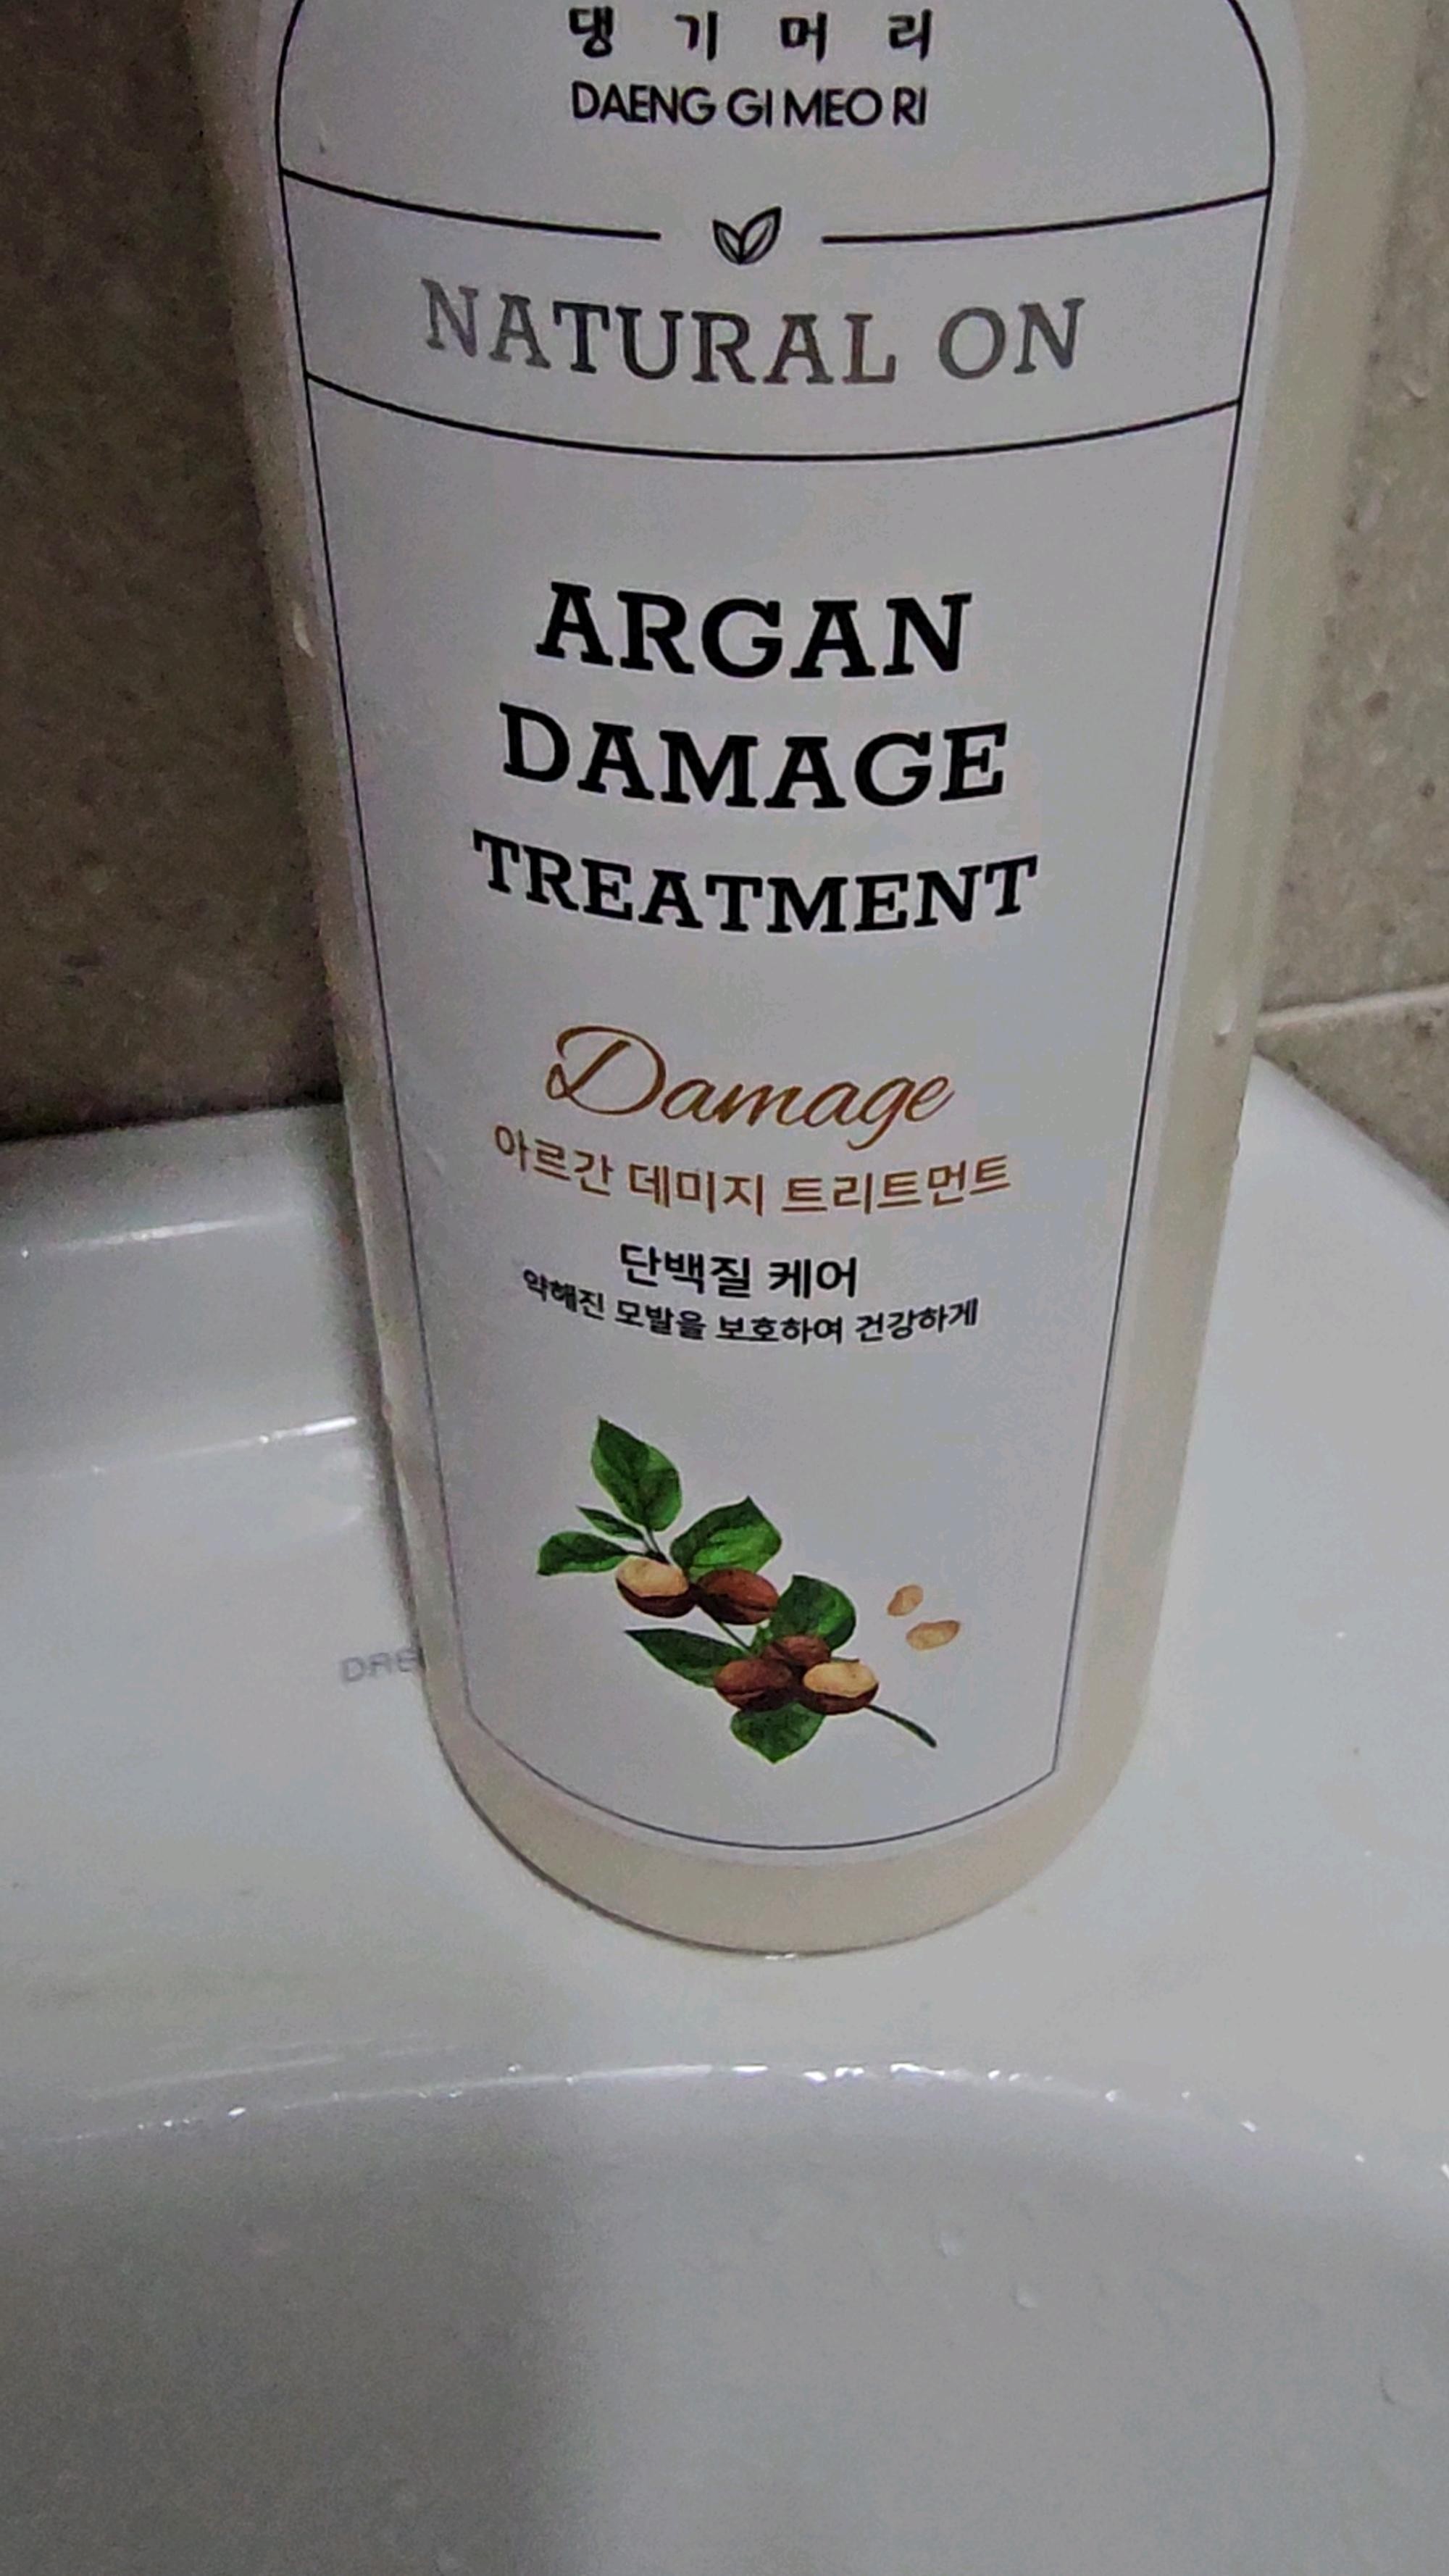 댕기머리
DAENG GI MEO RI
NATURAL ON
ARGAN
DAMAGE
TREATMENT
Damage
아르간 데미지 트리트먼트
단백질 케어
약해진 모발을 보호하여 건강하게